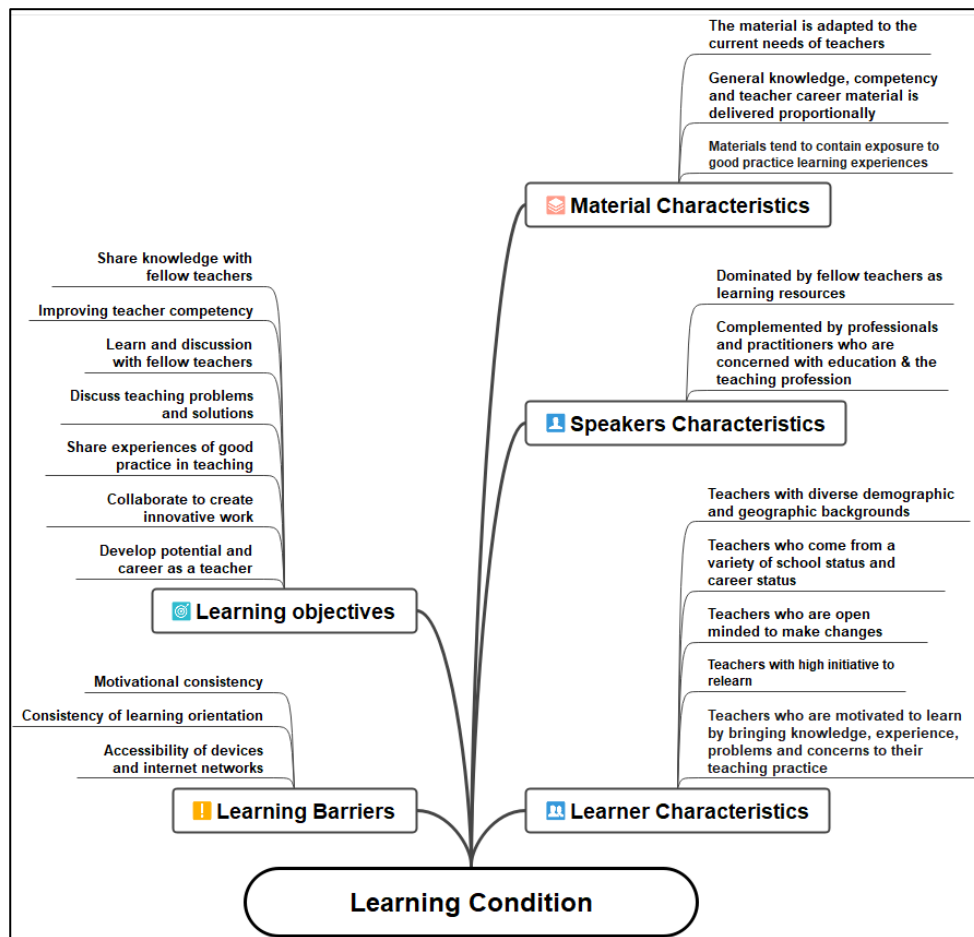 The material is adapted to the
current needs of teachers
General knowledge, competency
and teacher career material is
delivered proportionally
Materials tend to contain exposure to
good practice learning experiences
Material Characteristics
Share knowledge with
fellow teachers
Improving teacher competency
Learn and discussion
with fellow teachers
Discuss teaching problems
and solutions
Share experiences of good
practice in teaching
Collaborate to create
innovative work
Develop potential and
career as a teacher
Learning objectives
Dominated by fellow teachers as
learning resources
Complemented by professionals
and practitioners who are
concerned with education & the
teaching profession
Speakers Characteristics
Motivational consistency
Consistency of learning orientation
Accessibility of devices
and internet networks
Learning Barriers
Teachers with diverse demographic
and geographic backgrounds
Teachers who come from a
variety of school status and
career status
Teachers who are open
minded to make changes
Teachers with high initiative to
relearn
Teachers who are motivated to learn
by bringing knowledge, experience,
problems and concerns to their
teaching practice
Learner Characteristics
Learning Condition